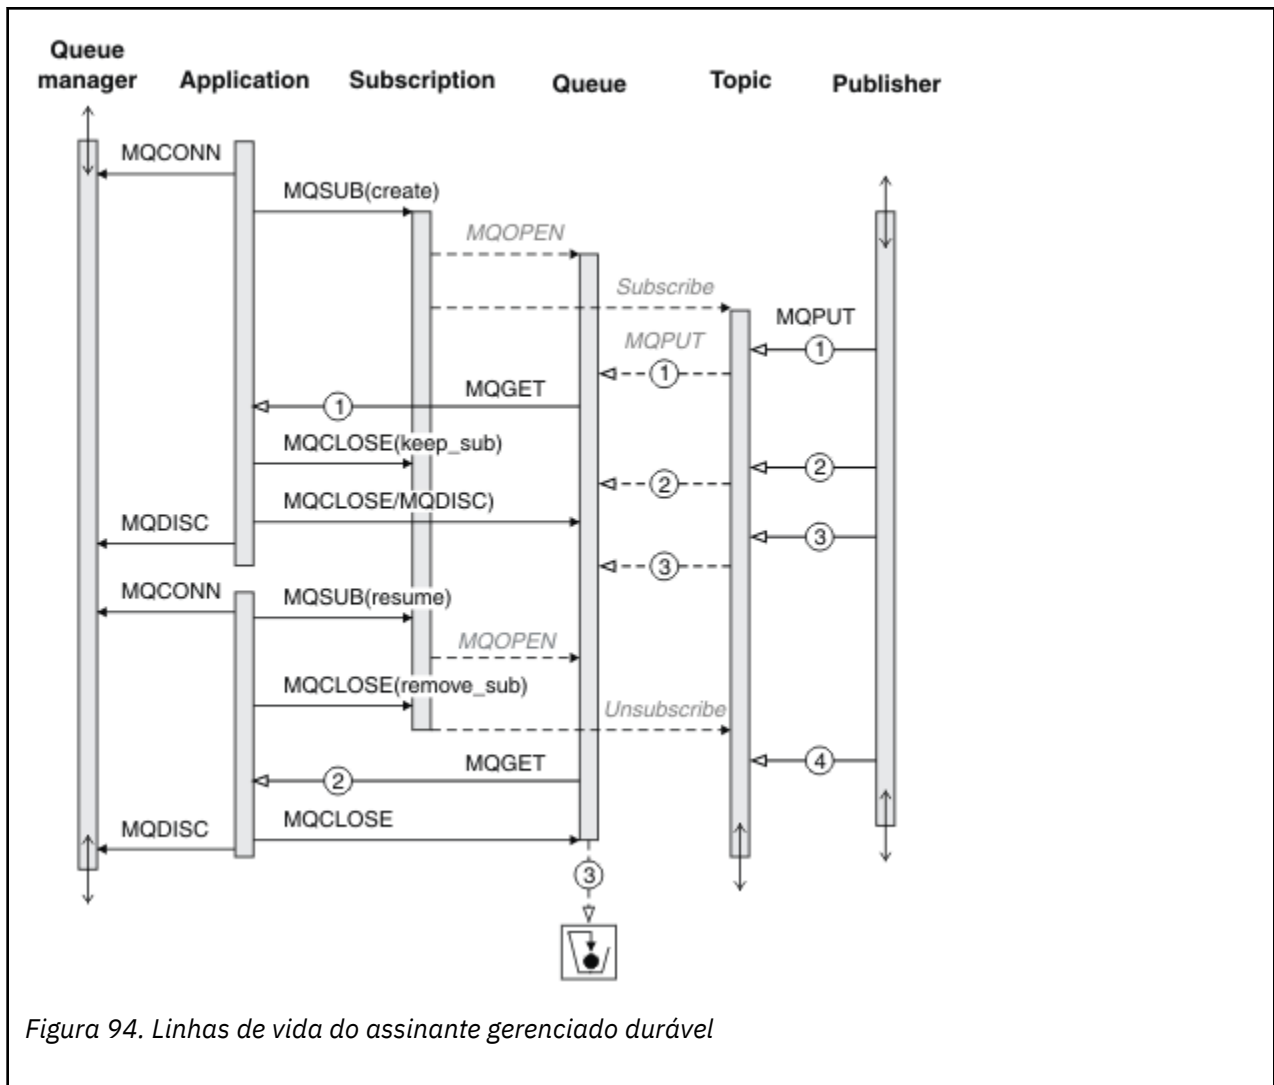 Queue
manager
Application
Subscription
Queue
Topic
Publisher
MQCONN
MQSUB(create)
MQOPEN
Subscribe
MQPUT
1
MQPUT
1
MQGET
1
MQCLOSE(keep_sub)
2
2
MQCLOSE/MQDISC)
MQDISC
3
3
MQCONN
MQSUB(resume)
MQOPEN
MQCLOSE(remove_sub)
Unsubscribe
4
MQGET
2
MQCLOSE
MQDISC
3
Figura 94. Linhas de vida do assinante gerenciado durável